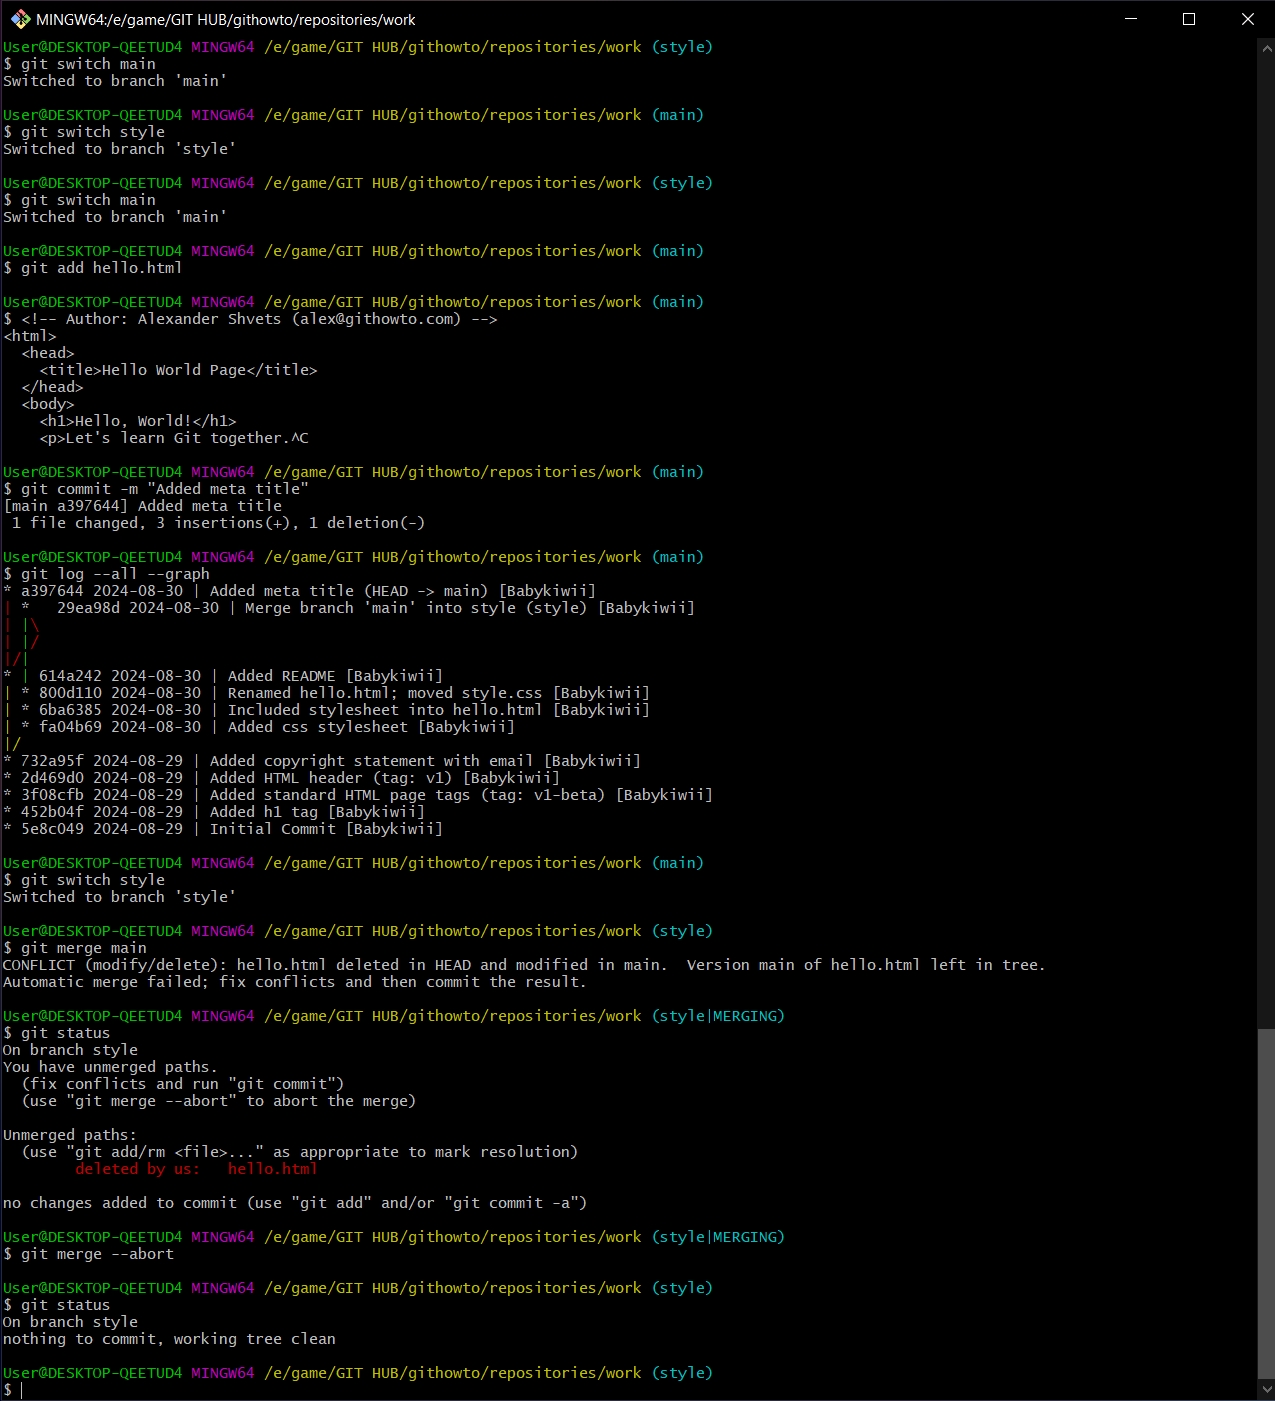 MINGW64:/e/game/GIT HUB/githowto/repositories/work
User@DESKTOP-QEETUD4 MINGW64 /e/game/GIT HUB/githowto/repositories/work (style)
$ git switch main
Switched to branch 'main'

User@DESKTOP-QEETUD4 MINGW64 /e/game/GIT HUB/githowto/repositories/work (main)
$ git switch style
Switched to branch 'style'

User@DESKTOP-QEETUD4 MINGW64 /e/game/GIT HUB/githowto/repositories/work (style)
$ git switch main
Switched to branch 'main'

User@DESKTOP-QEETUD4 MINGW64 /e/game/GIT HUB/githowto/repositories/work (main)
$ git add hello.html

User@DESKTOP-QEETUD4 MINGW64 /e/game/GIT HUB/githowto/repositories/work (main)
$ <!-- Author: Alexander Shvets (alex@githowto.com) -->
<html>
  <head>
    <title>Hello World Page</title>
  </head>
  <body>
    <h1>Hello, World!</h1>
    <p>Let's learn Git together.^C

User@DESKTOP-QEETUD4 MINGW64 /e/game/GIT HUB/githowto/repositories/work (main)
$ git commit -m "Added meta title"
[main a397644] Added meta title
 1 file changed, 3 insertions(+), 1 deletion(-)

User@DESKTOP-QEETUD4 MINGW64 /e/game/GIT HUB/githowto/repositories/work (main)
$ git log --all --graph
* a397644 2024-08-30 | Added meta title (HEAD -> main) [Babykiwii]
| *   29ea98d 2024-08-30 | Merge branch 'main' into style (style) [Babykiwii]
| |\
| |/
|/|
* | 614a242 2024-08-30 | Added README [Babykiwii]
| * 800d110 2024-08-30 | Renamed hello.html; moved style.css [Babykiwii]
| * 6ba6385 2024-08-30 | Included stylesheet into hello.html [Babykiwii]
| * fa04b69 2024-08-30 | Added css stylesheet [Babykiwii]
|/
* 732a95f 2024-08-29 | Added copyright statement with email [Babykiwii]
* 2d469d0 2024-08-29 | Added HTML header (tag: v1) [Babykiwii]
* 3f08cfb 2024-08-29 | Added standard HTML page tags (tag: v1-beta) [Babykiwii]
* 452b04f 2024-08-29 | Added h1 tag [Babykiwii]
* 5e8c049 2024-08-29 | Initial Commit [Babykiwii]

User@DESKTOP-QEETUD4 MINGW64 /e/game/GIT HUB/githowto/repositories/work (main)
$ git switch style
Switched to branch 'style'

User@DESKTOP-QEETUD4 MINGW64 /e/game/GIT HUB/githowto/repositories/work (style)
$ git merge main
CONFLICT (modify/delete): hello.html deleted in HEAD and modified in main.  Version main of hello.html left in tree.
Automatic merge failed; fix conflicts and then commit the result.

User@DESKTOP-QEETUD4 MINGW64 /e/game/GIT HUB/githowto/repositories/work (style|MERGING)
$ git status
On branch style
You have unmerged paths.
  (fix conflicts and run "git commit")
  (use "git merge --abort" to abort the merge)

Unmerged paths:
  (use "git add/rm <file>..." as appropriate to mark resolution)
        deleted by us:   hello.html

no changes added to commit (use "git add" and/or "git commit -a")

User@DESKTOP-QEETUD4 MINGW64 /e/game/GIT HUB/githowto/repositories/work (style|MERGING)
$ git merge --abort

User@DESKTOP-QEETUD4 MINGW64 /e/game/GIT HUB/githowto/repositories/work (style)
$ git status
On branch style
nothing to commit, working tree clean

User@DESKTOP-QEETUD4 MINGW64 /e/game/GIT HUB/githowto/repositories/work (style)
$